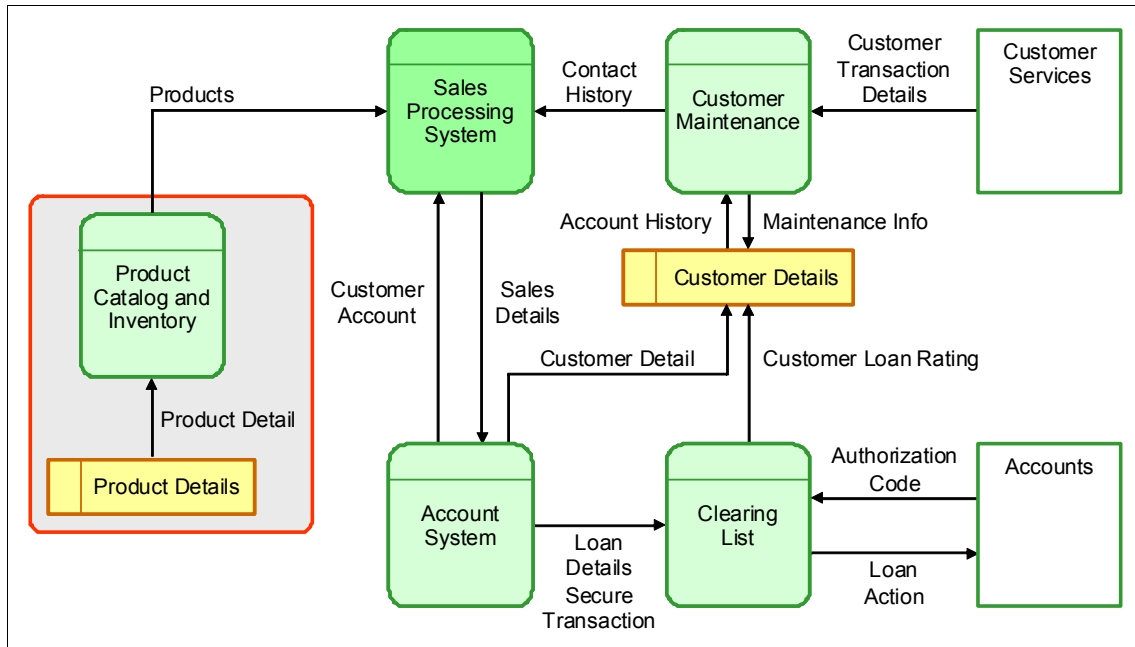 Products
Sales
Processing
System
Contact
History
Customer
Maintenance
Customer
Transaction
Details
Customer
Services
Product
Catalog and
Inventory
Product Detail
Product Details
Customer
Account
Sales
Details
Account History
Maintenance Info
Customer Details
Customer Detail
Customer Loan Rating
Account
System
Loan
Details
Secure
Transaction
Clearing
List
Authorization
Code
Loan
Action
Accounts